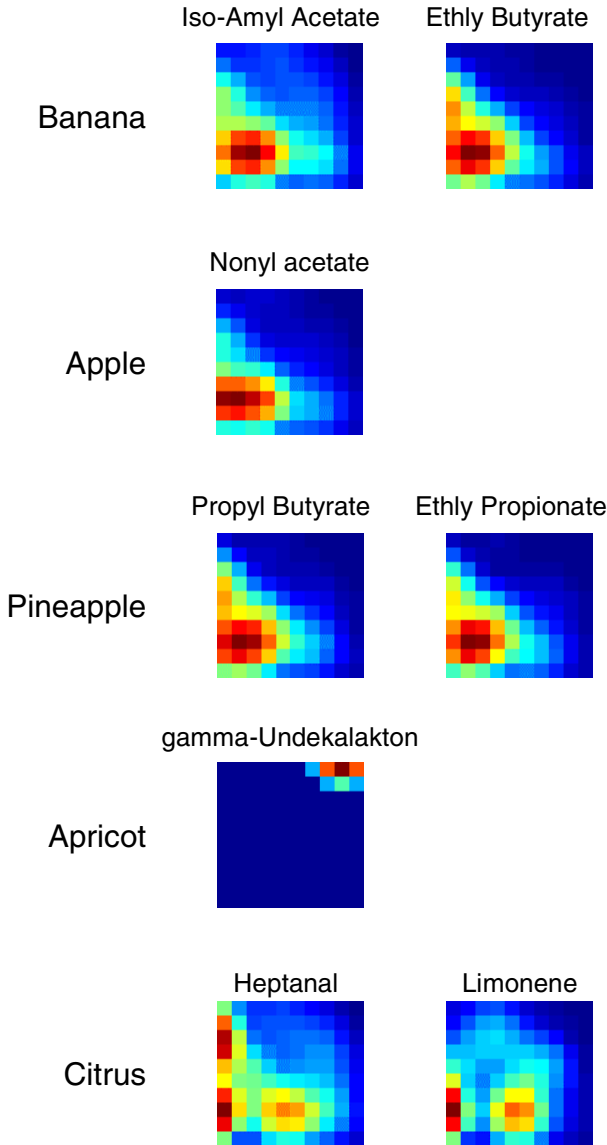 Iso-Amyl Acetate Ethly Butyrate
Banana
Nonyl acetate
Apple
Propyl Butyrate Ethly Propionate
Pineapple
gamma-Undekalakton
Apricot
Heptanal Limonene
Citrus